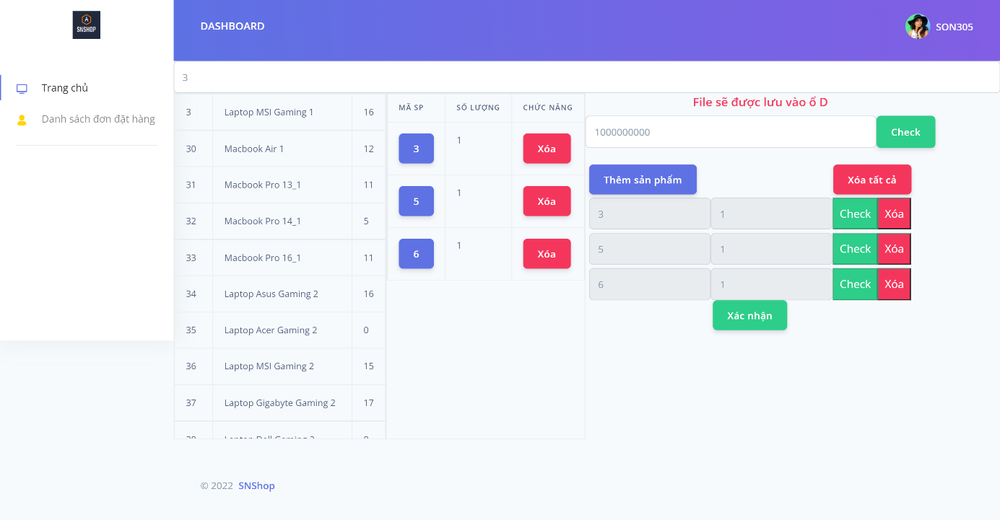 SNSHOP
DASHBOARD
SON305
Trang chủ
Danh sách đơn đặt hàng
3
3 Laptop MSI Gaming 1 16
30 Macbook Air 1 12
31 Macbook Pro 13_1 11
32 Macbook Pro 14_1 5
33 Macbook Pro 16_1 11
34 Laptop Asus Gaming 2 16
35 Laptop Acer Gaming 2 0
36 Laptop MSI Gaming 2 15
37 Laptop Gigabyte Gaming 2 17
MÃ SP SỐ LƯỢNG CHỨC NĂNG
3 1 Xóa
5 1 Xóa
6 1 Xóa
File sẽ được lưu vào ổ D
1000000000 Check
Thêm sản phẩm Xóa tất cả
3 1 Check Xóa
5 1 Check Xóa
6 1 Check Xóa
Xác nhận
© 2022 SNShop